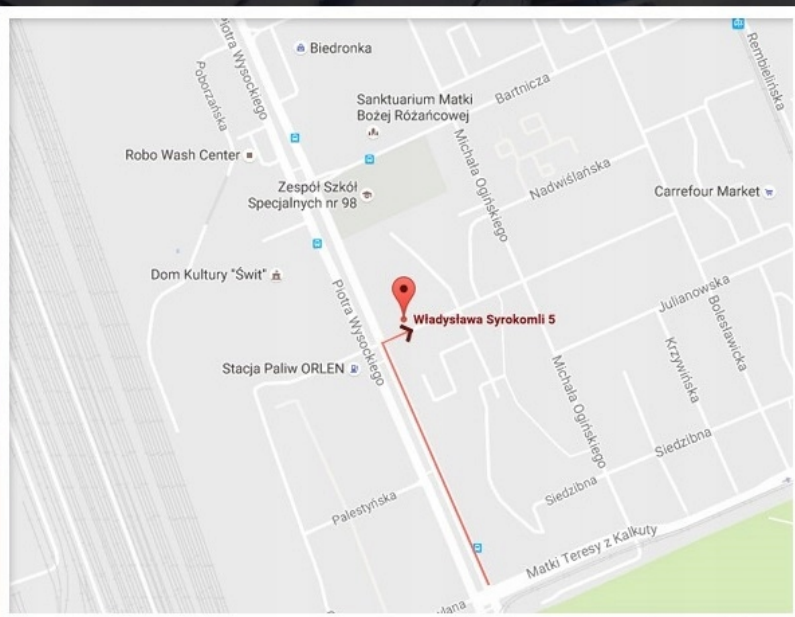 Piotra Wysockiego
Biedronka
Poborzańska
Rembielińska
Sanktuarium Matki
Bożej Różańcowej
Bartnicza
Robo Wash Center
Michała Ogińskiego
Zespół Szkół
Specjalnych nr 98
Nadwiślańska
Carrefour Market
Dom Kultury "Świt"
Piotra Wysockiego
Władysława Syrokomli 5
Julianowska
Bolesławicka
Krzywińska
Stacja Paliw ORLEN
Michała Ogińskiego
Siedzibna
Siedzibna
Palestyńska
Matki Teresy z Kalkuty